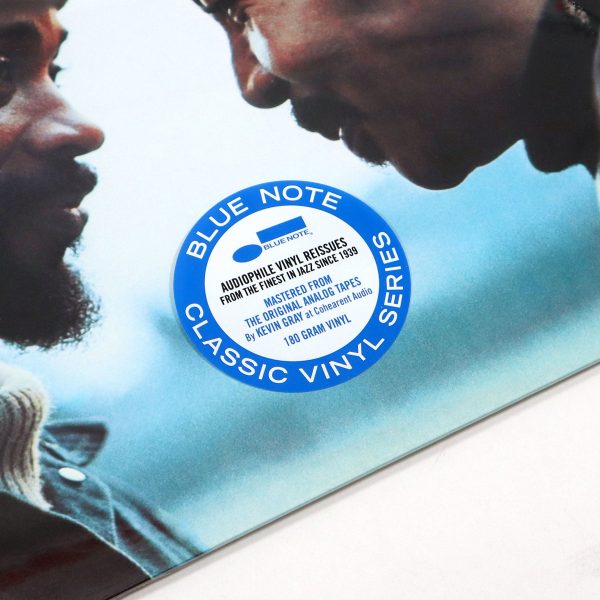 BLUE NOTE
BLUE NOTE®
AUDIOPHILE VINYL REISSUES
FROM THE FINEST IN JAZZ SINCE 1939
MASTERED FROM
THE ORIGINAL ANALOG TAPES
By KEVIN GRAY at Cohearent Audio
180 GRAM VINYL
CLASSIC VINYL SERIES